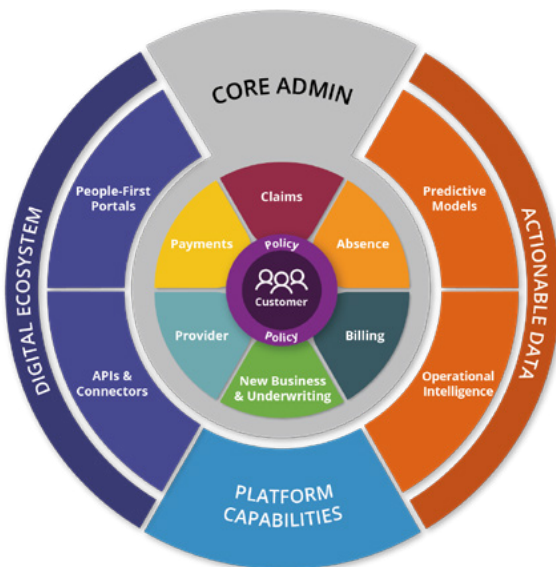 CORE ADMIN
DIGITAL ECOSYSTEM
People-First
Portals
APIs &
Connectors
Claims
Payments
Absence
Policy
Customer
Policy
Provider
Billing
New Business
& Underwriting
Predictive
Models
Operational
Intelligence
ACTIONABLE DATA
PLATFORM
CAPABILITIES